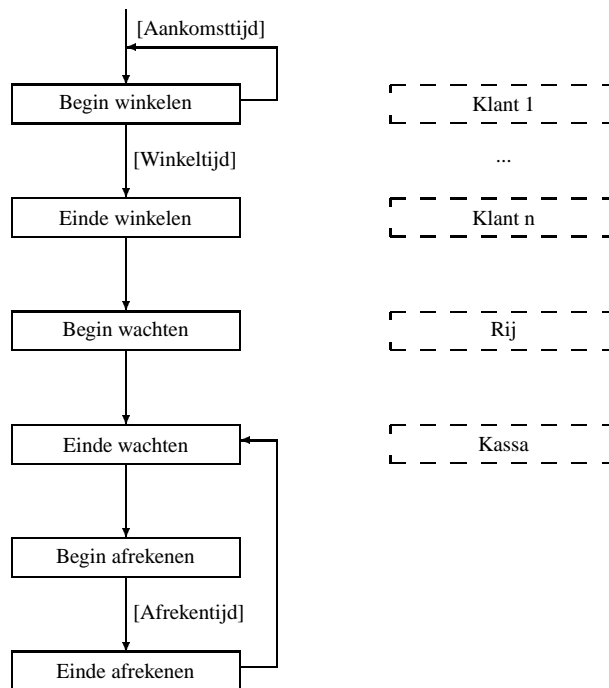 [Aankomsttijd]
Begin winkelen
[Winkeltijd]
Einde winkelen
Begin wachten
Einde wachten
Begin afrekenen
[Afrekentijd]
Einde afrekenen
Klant 1
...
Klant n
Rij
Kassa